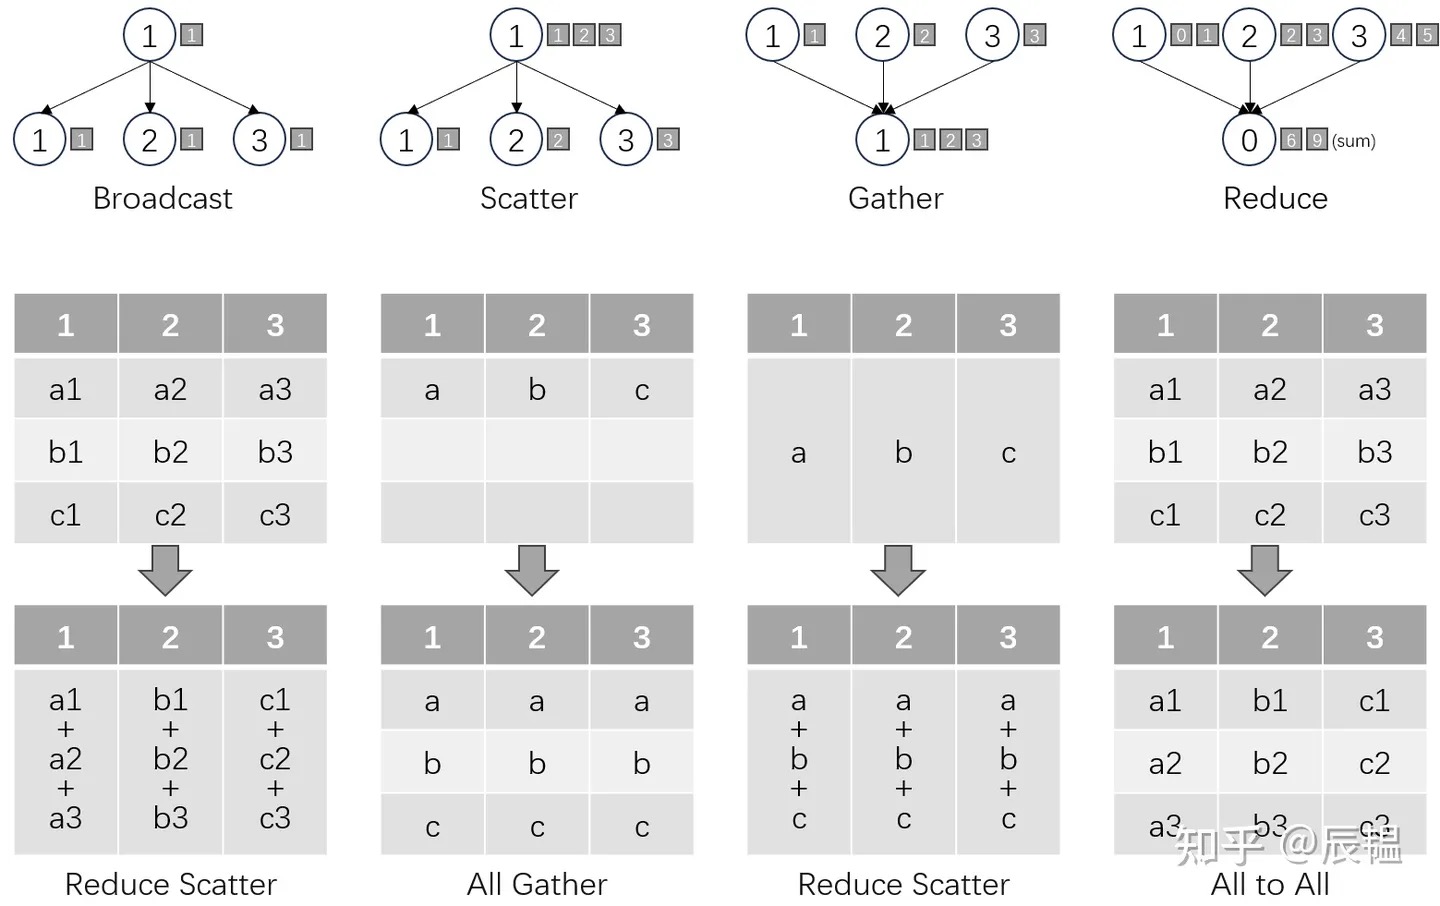 1 1
1 1 2 3
1 1 2 2 3 3
1 0 1 2 2 3 3 4 5
1 1 2 1 3 1
1 1 2 2 3 3
1 1 2 3
0 6 9 (sum)
Broadcast
Scatter
Gather
Reduce
1 2 3
a1 a2 a3
b1 b2 b3
c1 c2 c3
1 2 3
a1 b1 c1
+ + +
a2 b2 c2
+ + +
a3 b3 c3
Reduce Scatter
1 2 3
a b c
1 2 3
a a a
b b b
c c c
All Gather
1 2 3
a b c
1 2 3
a a a
+ + +
b b b
+ + +
c c c
Reduce Scatter
1 2 3
a1 a2 a3
b1 b2 b3
c1 c2 c3
1 2 3
a1 b1 c1
a2 b2 c2
a3 b3 c3
知乎 @辰韫
All to All